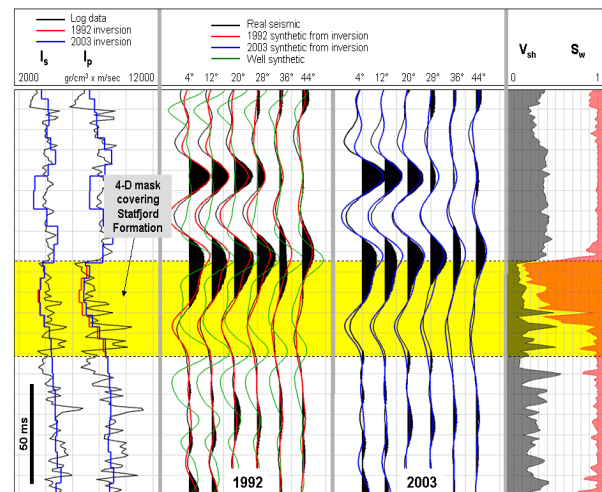 Log data
1992 inversion
2003 inversion
Is Ip
2000 gr/cm³ x m/sec 12000
Real seismic
1992 synthetic from inversion
2003 synthetic from inversion
Well synthetic
4° 12° 20° 28° 36° 44°
4° 12° 20° 28° 36° 44°
Vsh Sw
0 1
4-D mask
covering
Statfjord
Formation
50 ms
1992
2003